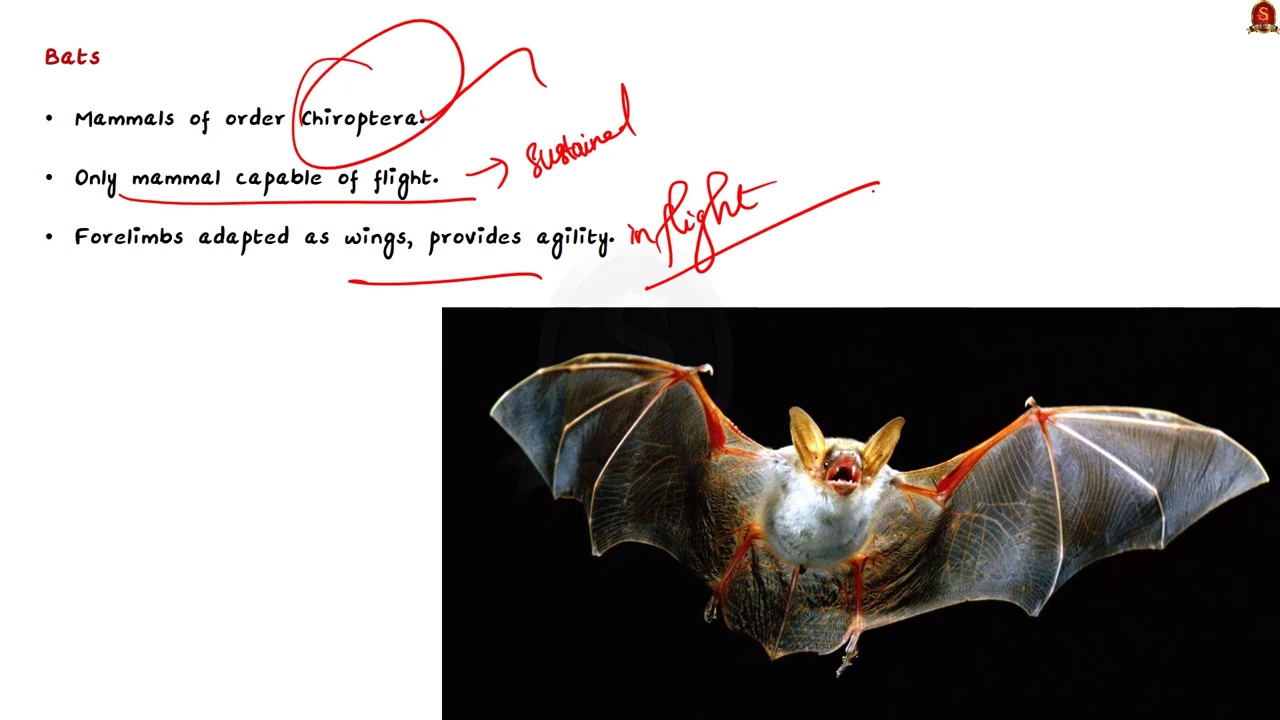 Bats
• Mammals of order Chiroptera.
• Only mammal capable of flight. → sustained
• Forelimbs adapted as wings, provides agility. in flight
S